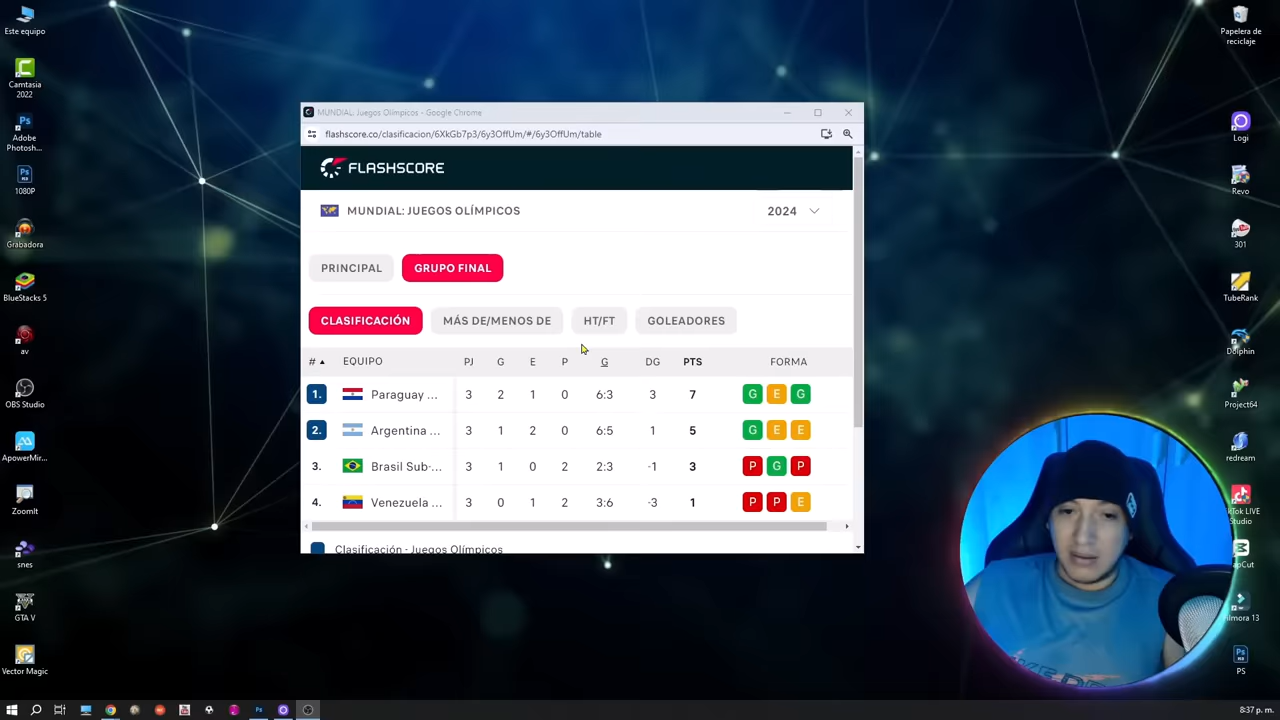 Este equipo
Camtasia
2022
Adobe
Photosh...
1080P
Grabadora
BlueStacks 5
av
OBS Studio
ApowerMir...
ZoomIt
snes
GTA V
Vector Magic
MUNDIAL: Juegos Olímpicos - Google Chrome
flashscore.co/clasificacion/6XkGb7p3/6y3OffUm/#/6y3OffUm/table
FLASHSCORE
MUNDIAL: JUEGOS OLÍMPICOS 2024
PRINCIPAL GRUPO FINAL
CLASIFICACIÓN MÁS DE/MENOS DE HT/FT GOLEADORES
# EQUIPO PJ G E P G DG PTS FORMA
1. Paraguay ... 3 2 1 0 6:3 3 7 G E G
2. Argentina ... 3 1 2 0 6:5 1 5 G E E
3. Brasil Sub-... 3 1 0 2 2:3 -1 3 P G P
4. Venezuela ... 3 0 1 2 3:6 -3 1 P P E
Clasificación - Juegos Olímpicos
Papelera de
reciclaje
Logi
Revo
301
TubeRank
Dolphin
Project64
redream
TikTok LIVE
Studio
apCut
lmora 13
PS
8:37 p. m.